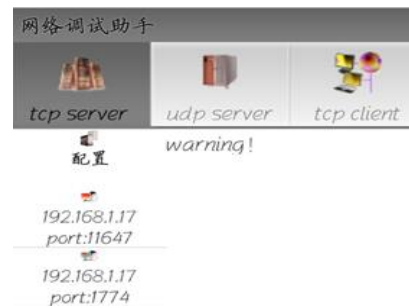 网络调试助手
tcp server
udp server
tcp client
配置
warning!
192.168.1.17
port:11647
192.168.1.17
port:1774